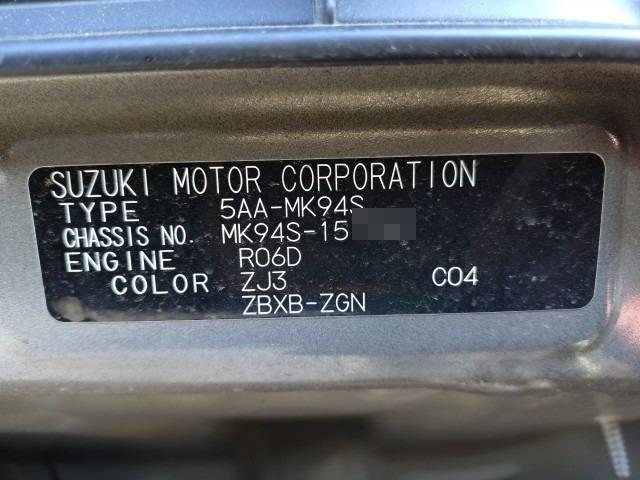 SUZUKI MOTOR CORPORATION
TYPE 5AA-MK94S
CHASSIS NO. MK94S-15
ENGINE R06D
COLOR ZJ3 C04
ZBXB-ZGN